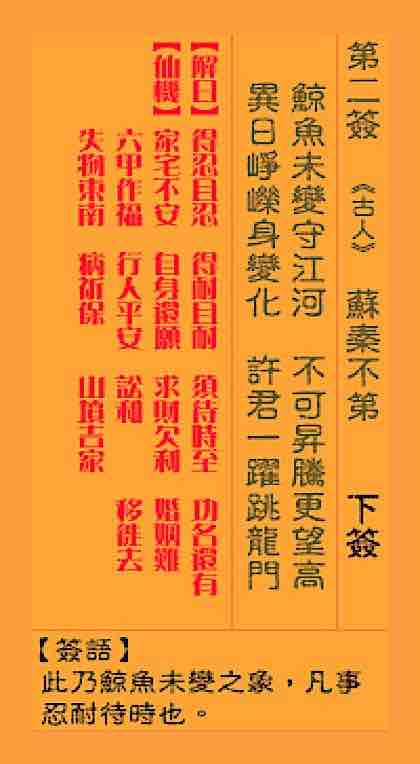 第二簽 《古人》 蘇秦不第 下簽
鯨魚未變守江河 不可昇騰更望高
異日崢嶸身變化 許君一躍跳龍門
【解曰】 得忍且忍 得耐且耐 須待時至 功名還有
【仙機】 家宅不安 自身還願 求財欠利 婚姻難
六甲作福 行人平安 訟和 移徙去
失物東南 病祈保 山墳吉家
【簽語】
此乃鯨魚未變之象，凡事
忍耐待時也。